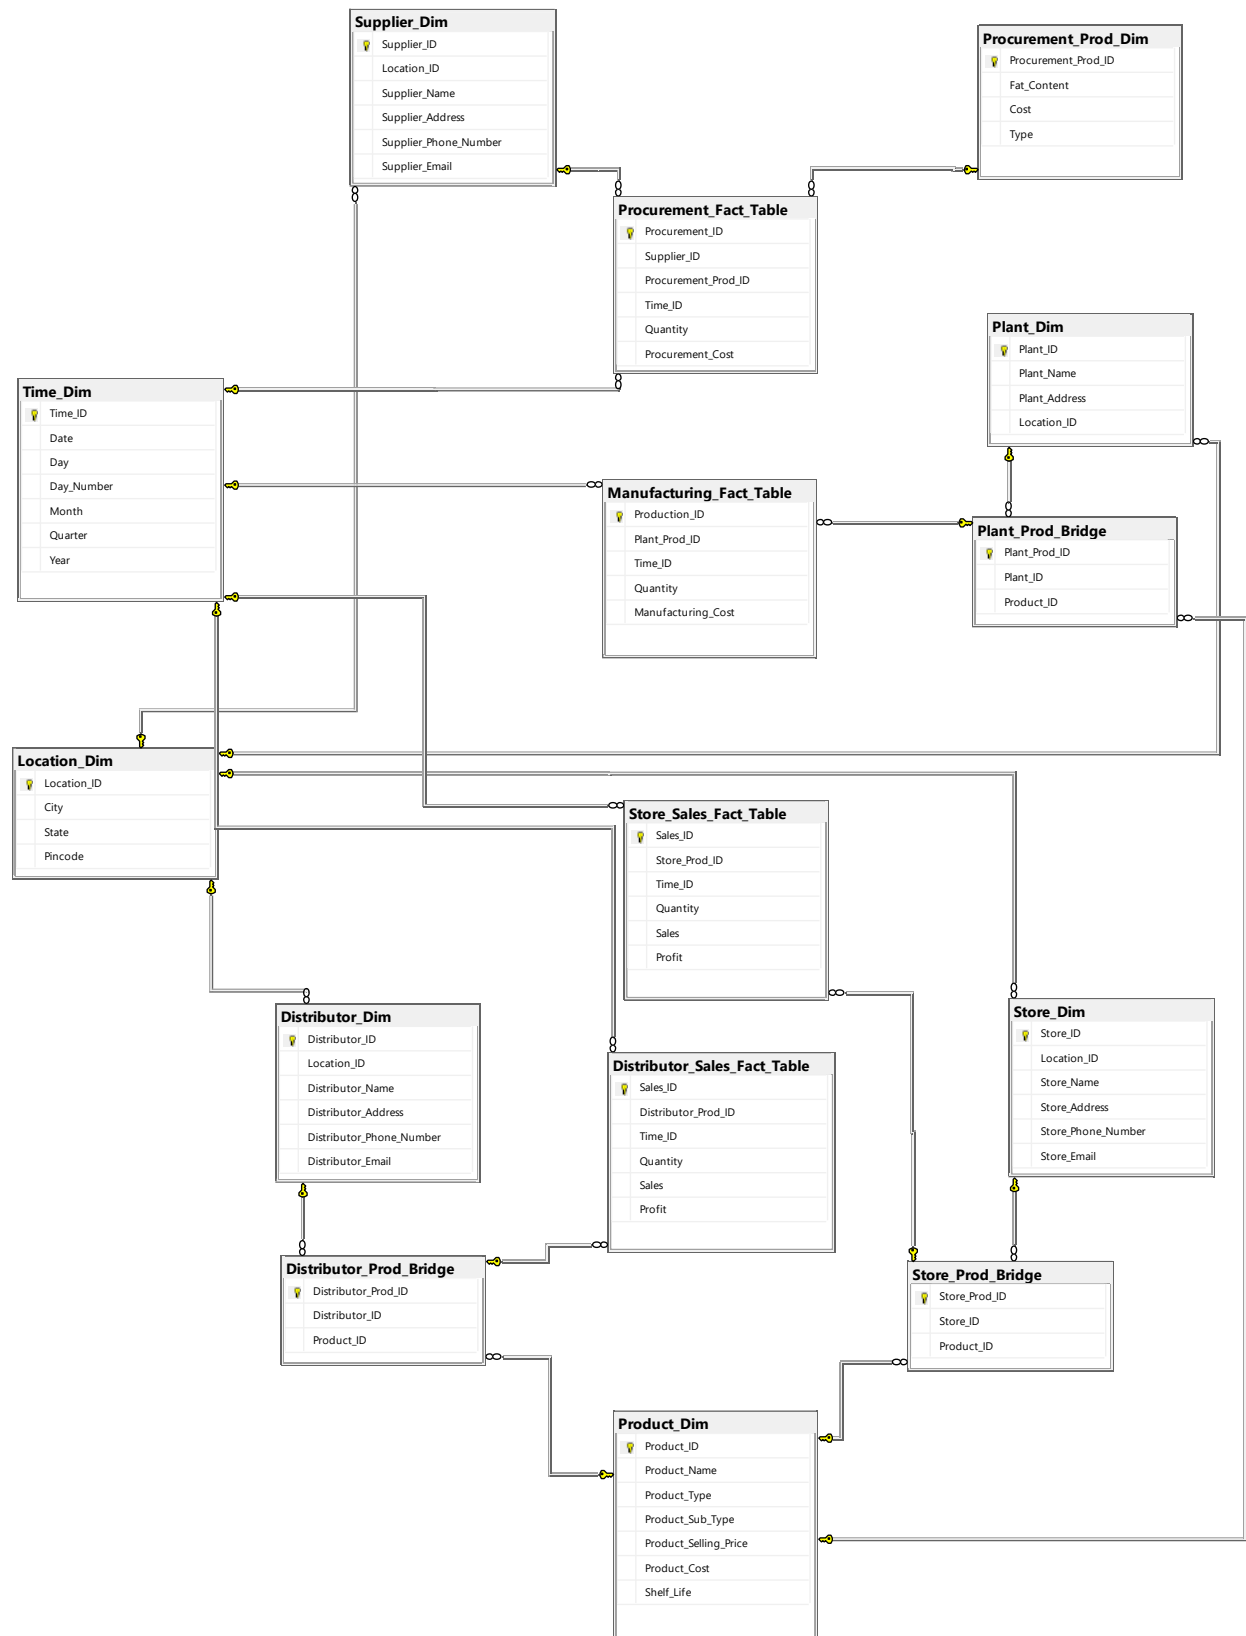 Supplier_Dim
Supplier_ID
Location_ID
Supplier_Name
Supplier_Address
Supplier_Phone_Number
Supplier_Email
Procurement_Prod_Dim
Procurement_Prod_ID
Fat_Content
Cost
Type
Procurement_Fact_Table
Procurement_ID
Supplier_ID
Procurement_Prod_ID
Time_ID
Quantity
Procurement_Cost
Plant_Dim
Plant_ID
Plant_Name
Plant_Address
Location_ID
Time_Dim
Time_ID
Date
Day
Day_Number
Month
Quarter
Year
Manufacturing_Fact_Table
Production_ID
Plant_Prod_ID
Time_ID
Quantity
Manufacturing_Cost
Plant_Prod_Bridge
Plant_Prod_ID
Plant_ID
Product_ID
Location_Dim
Location_ID
City
State
Pincode
Store_Sales_Fact_Table
Sales_ID
Store_Prod_ID
Time_ID
Quantity
Sales
Profit
Distributor_Dim
Distributor_ID
Location_ID
Distributor_Name
Distributor_Address
Distributor_Phone_Number
Distributor_Email
Distributor_Sales_Fact_Table
Sales_ID
Distributor_Prod_ID
Time_ID
Quantity
Sales
Profit
Store_Dim
Store_ID
Location_ID
Store_Name
Store_Address
Store_Phone_Number
Store_Email
Distributor_Prod_Bridge
Distributor_Prod_ID
Distributor_ID
Product_ID
Store_Prod_Bridge
Store_Prod_ID
Store_ID
Product_ID
Product_Dim
Product_ID
Product_Name
Product_Type
Product_Sub_Type
Product_Selling_Price
Product_Cost
Shelf_Life